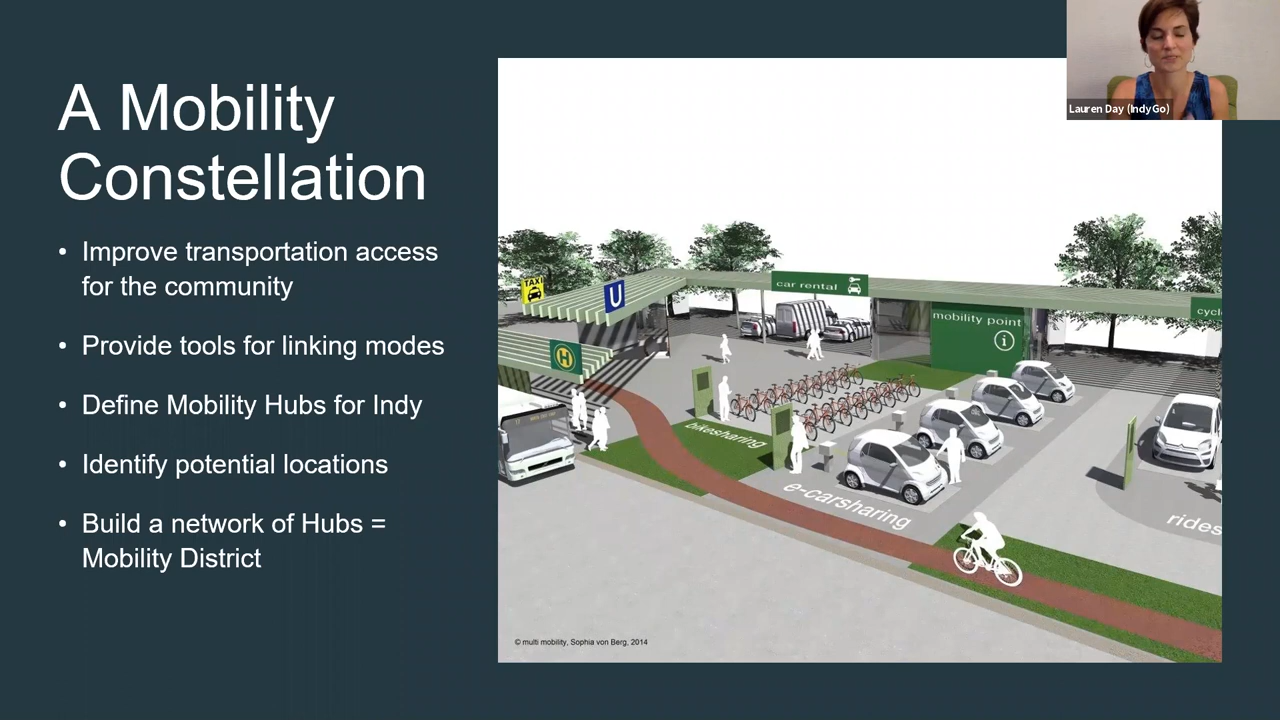 A Mobility
Constellation
• Improve transportation access
for the community
• Provide tools for linking modes
• Define Mobility Hubs for Indy
• Identify potential locations
• Build a network of Hubs =
Mobility District
Lauren Day (IndyGo)
TAXI
U
car rental
H
mobility point
i
cycl
bikesharing
e-carsharing
rides
© multi mobility, Sophia von Berg, 2014